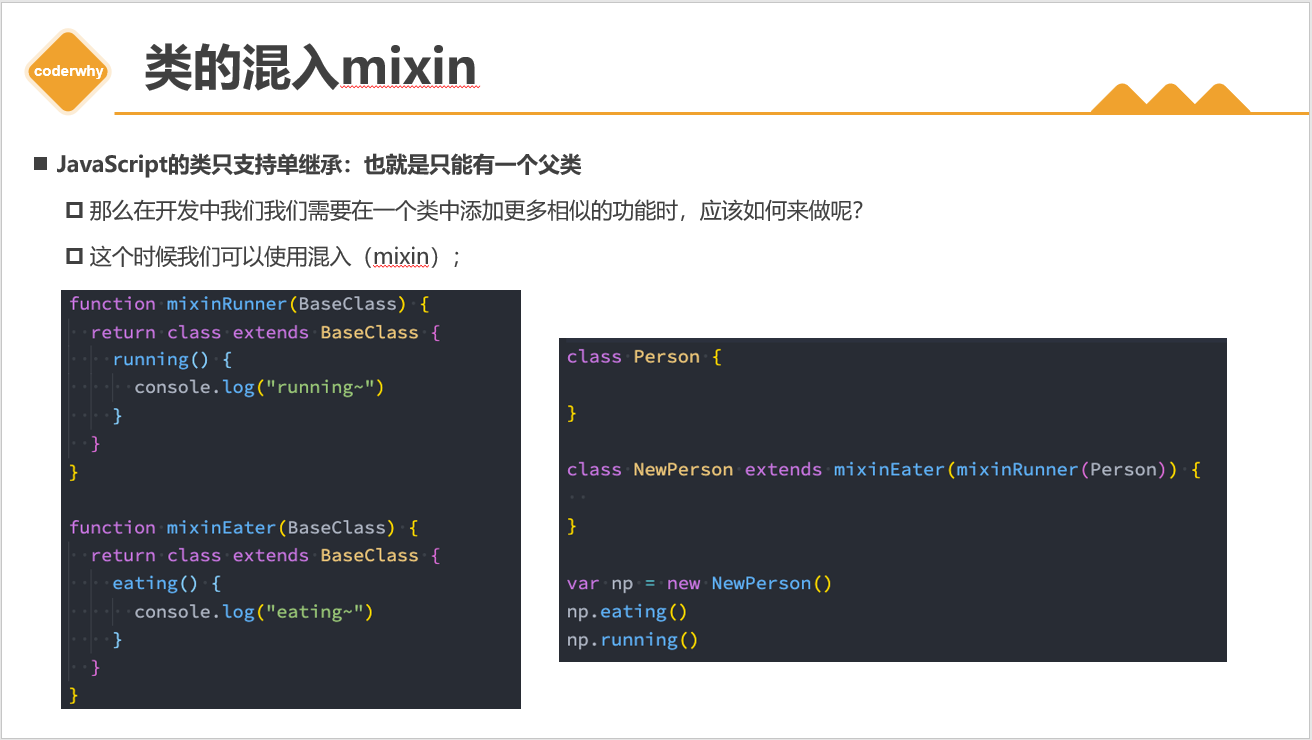 coderwhy
类的混入mixin
JavaScript的类只支持单继承：也就是只能有一个父类
那么在开发中我们我们需要在一个类中添加更多相似的功能时，应该如何来做呢？
这个时候我们可以使用混入（mixin）；
function mixinRunner(BaseClass) {
  return class extends BaseClass {
    running() {
      console.log("running~")
    }
  }
}
function mixinEater(BaseClass) {
  return class extends BaseClass {
    eating() {
      console.log("eating~")
    }
  }
}
class Person {
}
class NewPerson extends mixinEater(mixinRunner(Person)) {
}
var np = new NewPerson()
np.eating()
np.running()